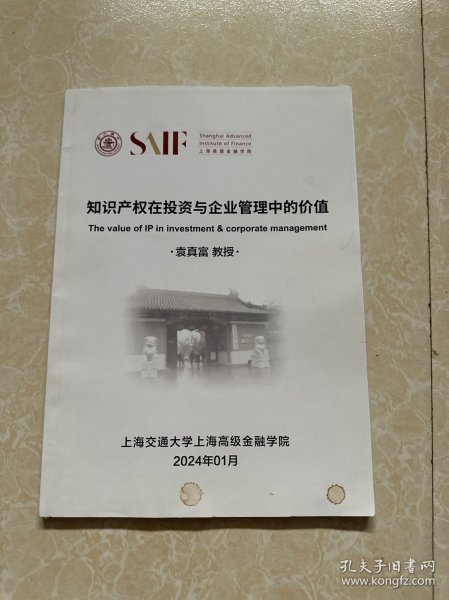 SAIF
Shanghai Advanced
Institute of Finance
上海高级金融学院
知识产权在投资与企业管理中的价值
The value of IP in investment & corporate management
·袁真富 教授·
上海交通大学上海高级金融学院
2024年01月
孔夫子旧书网
www.kongfz.com